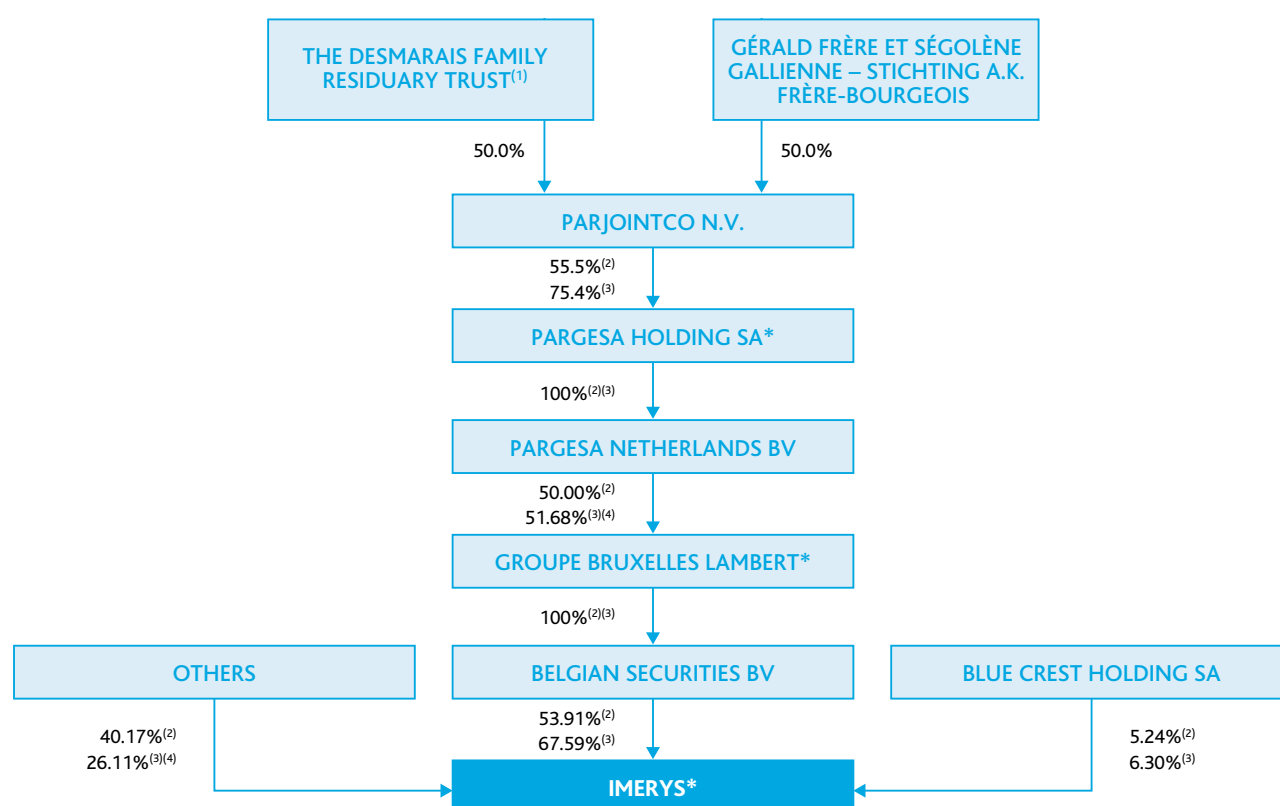 THE DESMARAIS FAMILY
RESIDUARY TRUST(1)
GÉRALD FRÈRE ET SÉGOLÈNE
GALLIENNE – STICHTING A.K.
FRÈRE-BOURGEOIS
50.0%
50.0%
PARJOINTCO N.V.
55.5%(2)
75.4%(3)
PARGESA HOLDING SA*
100%(2)(3)
PARGESA NETHERLANDS BV
50.00%(2)
51.68%(3)(4)
GROUPE BRUXELLES LAMBERT*
100%(2)(3)
OTHERS
BELGIAN SECURITIES BV
BLUE CREST HOLDING SA
40.17%(2)
26.11%(3)(4)
53.91%(2)
67.59%(3)
5.24%(2)
6.30%(3)
IMERYS*